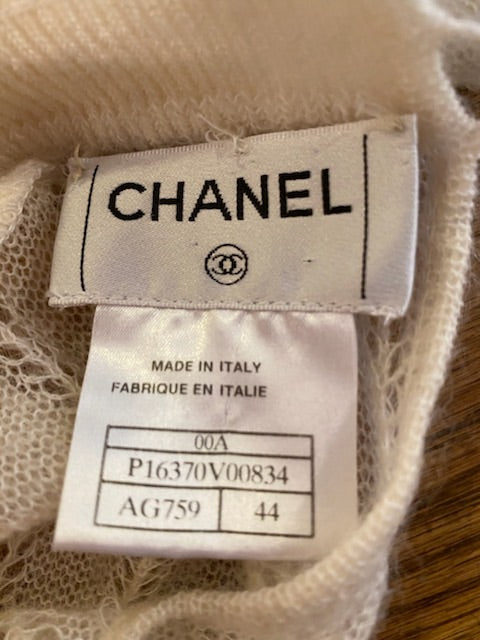 CHANEL
MADE IN ITALY
FABRIQUE EN ITALIE
00A
P16370V00834
AG759 44